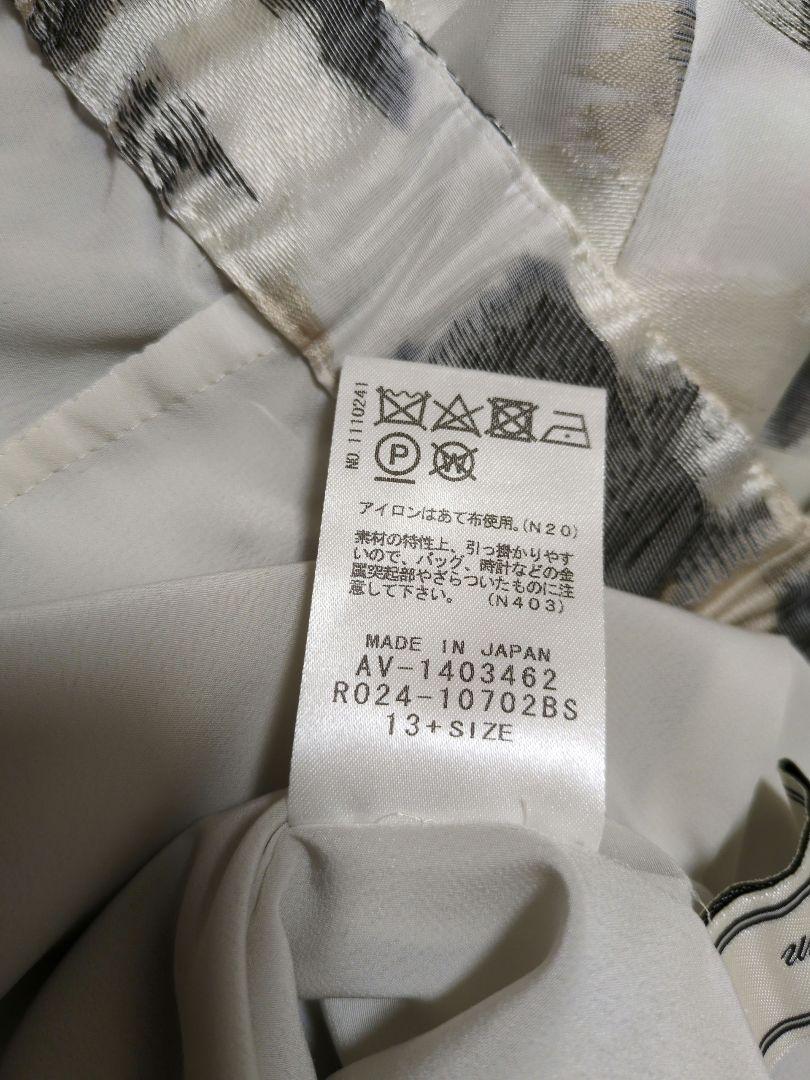 NO 1110241
P
W
アイロンはあて布使用。(N20)
素材の特性上、引っ掛かりやす
いので、バッグ、時計などの金
属突起部やざらついたものに注
意して下さい。 (N403)
MADE IN JAPAN
AV-1403462
R024-10702BS
13+SIZE